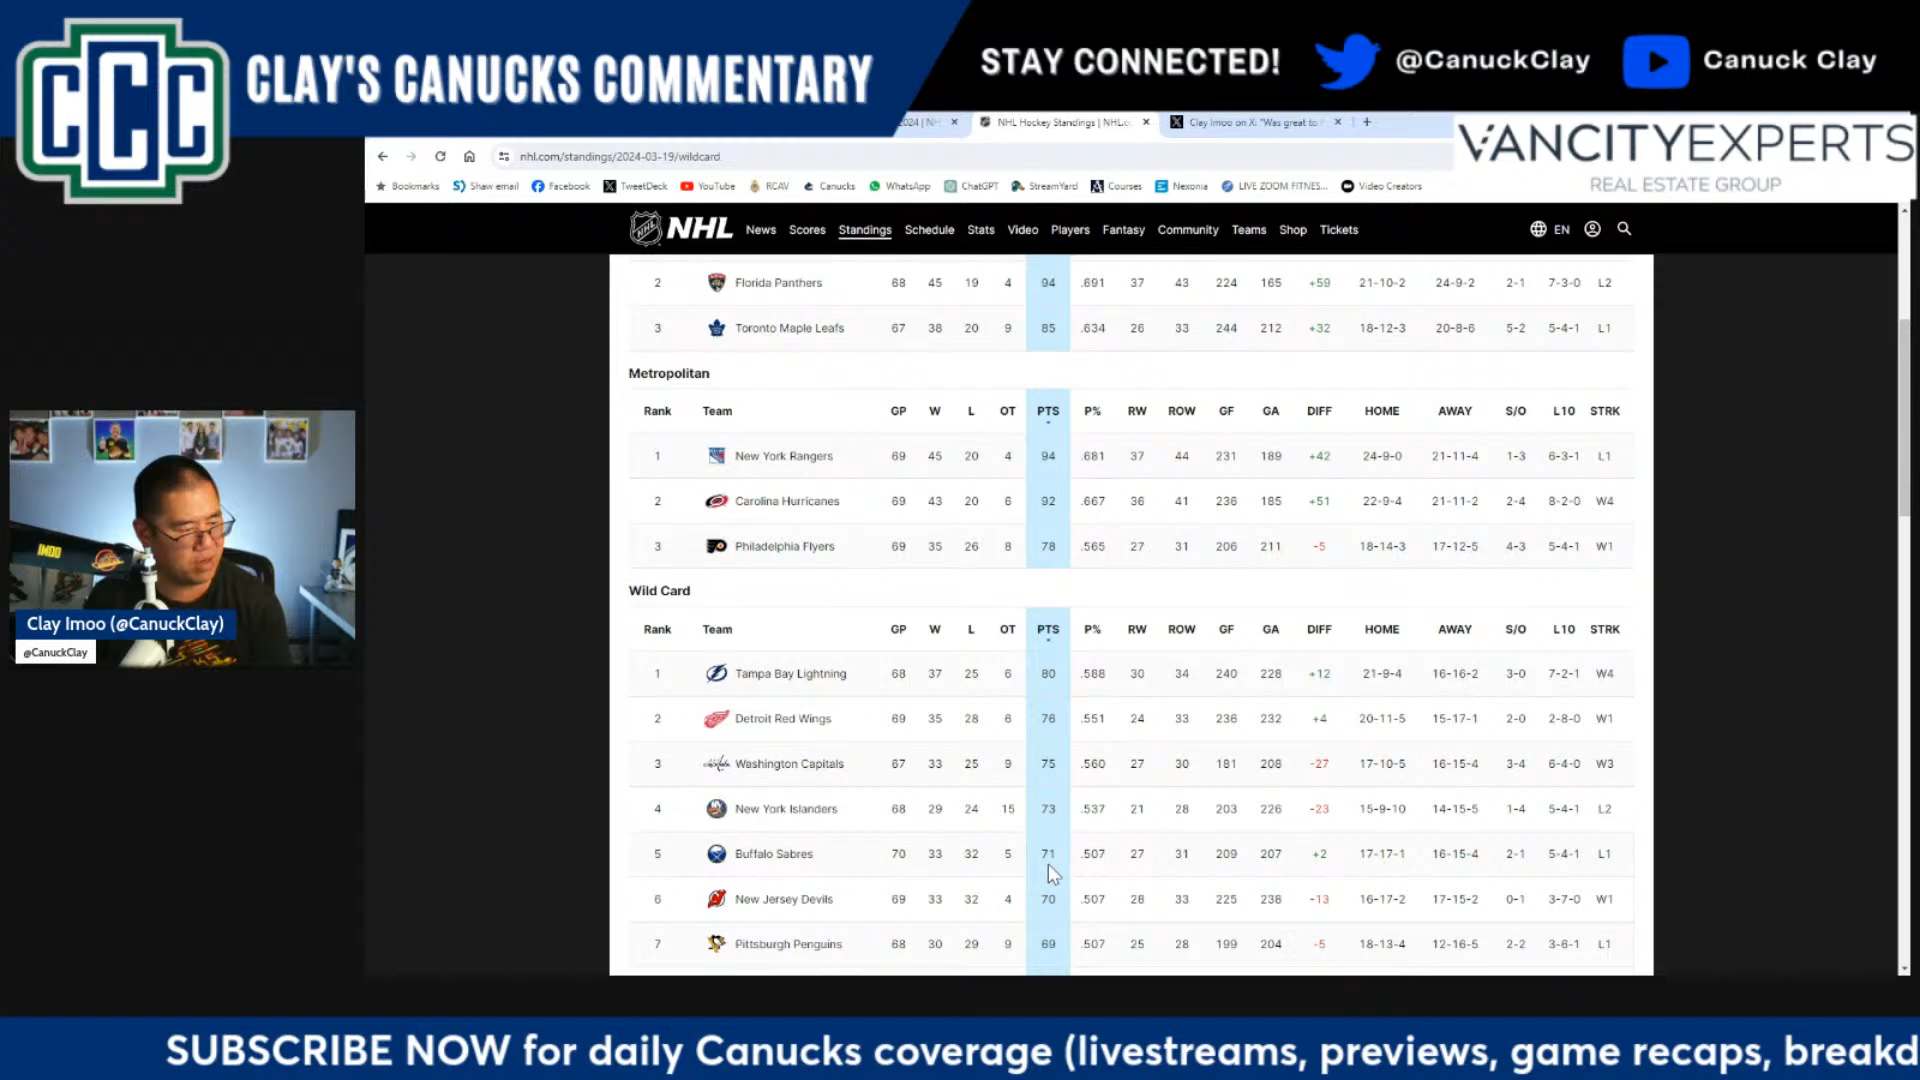 CCC CLAY'S CANUCKS COMMENTARY
STAY CONNECTED! @CanuckClay Canuck Clay
2024 | NH NHL Hockey Standings | NHL.c Clay Imoo on X: "Was great to
nhl.com/standings/2024-03-19/wildcard
VANCITYEXPERTS
REAL ESTATE GROUP
Bookmarks Shaw email Facebook TweetDeck YouTube RCAV Canucks WhatsApp ChatGPT StreamYard Courses Nexonia LIVE ZOOM FITNES... Video Creators
NHL News Scores Standings Schedule Stats Video Players Fantasy Community Teams Shop Tickets EN
2 Florida Panthers 68 45 19 4 94 .691 37 43 224 165 +59 21-10-2 24-9-2 2-1 7-3-0 L2
3 Toronto Maple Leafs 67 38 20 9 85 .634 26 33 244 212 +32 18-12-3 20-8-6 5-2 5-4-1 L1
Metropolitan
Rank Team GP W L OT PTS P% RW ROW GF GA DIFF HOME AWAY S/O L10 STRK
1 New York Rangers 69 45 20 4 94 .681 37 44 231 189 +42 24-9-0 21-11-4 1-3 6-3-1 L1
2 Carolina Hurricanes 69 43 20 6 92 .667 36 41 236 185 +51 22-9-4 21-11-2 2-4 8-2-0 W4
3 Philadelphia Flyers 69 35 26 8 78 .565 27 31 206 211 -5 18-14-3 17-12-5 4-3 5-4-1 W1
Wild Card
Rank Team GP W L OT PTS P% RW ROW GF GA DIFF HOME AWAY S/O L10 STRK
1 Tampa Bay Lightning 68 37 25 6 80 .588 30 34 240 228 +12 21-9-4 16-16-2 3-0 7-2-1 W4
2 Detroit Red Wings 69 35 28 6 76 .551 24 33 236 232 +4 20-11-5 15-17-1 2-0 2-8-0 W1
3 Washington Capitals 67 33 25 9 75 .560 27 30 181 208 -27 17-10-5 16-15-4 3-4 6-4-0 W3
4 New York Islanders 68 29 24 15 73 .537 21 28 203 226 -23 15-9-10 14-15-5 1-4 5-4-1 L2
5 Buffalo Sabres 70 33 32 5 71 .507 27 31 209 207 +2 17-17-1 16-15-4 2-1 5-4-1 L1
6 New Jersey Devils 69 33 32 4 70 .507 28 33 225 238 -13 16-17-2 17-15-2 0-1 3-7-0 W1
7 Pittsburgh Penguins 68 30 29 9 69 .507 25 28 199 204 -5 18-13-4 12-16-5 2-2 3-6-1 L1
IMOO
Clay Imoo (@CanuckClay)
@CanuckClay
SUBSCRIBE NOW for daily Canucks coverage (livestreams, previews, game recaps, breakd